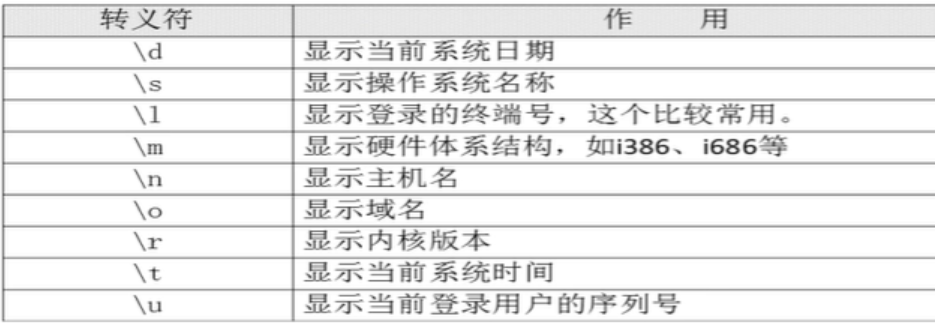 转义符 作 用
\d 显示当前系统日期
\s 显示操作系统名称
\l 显示登录的终端号，这个比较常用。
\m 显示硬件体系结构，如i386、i686等
\n 显示主机名
\o 显示域名
\r 显示内核版本
\t 显示当前系统时间
\u 显示当前登录用户的序列号